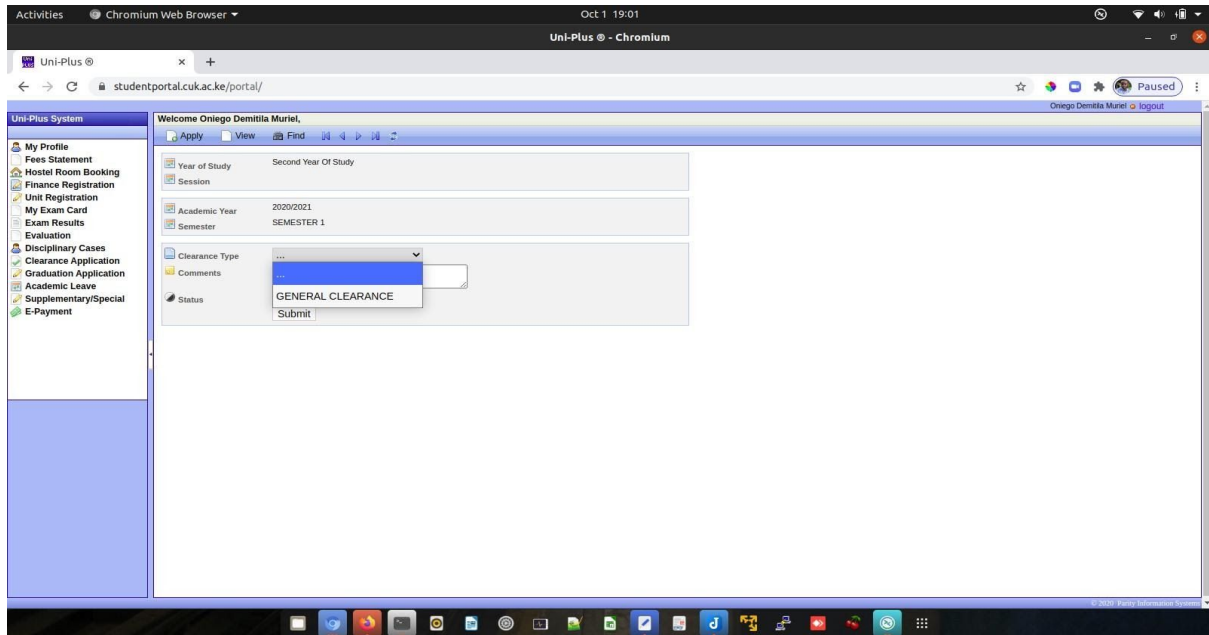 Activities Chromium Web Browser Oct 1 19:01
Uni-Plus ® - Chromium
Uni-Plus ®
studentportal.cuk.ac.ke/portal/ Paused
Oniego Demitila Muriel logout
Uni-Plus System
My Profile
Fees Statement
Hostel Room Booking
Finance Registration
Unit Registration
My Exam Card
Exam Results
Evaluation
Disciplinary Cases
Clearance Application
Graduation Application
Academic Leave
Supplementary/Special
E-Payment
Welcome Oniego Demitila Muriel,
Apply View Find
Year of Study Second Year Of Study
Session
Academic Year 2020/2021
Semester SEMESTER 1
Clearance Type ...
...
Comments
GENERAL CLEARANCE
Status
Submit
© 2020 Parity Information Systems